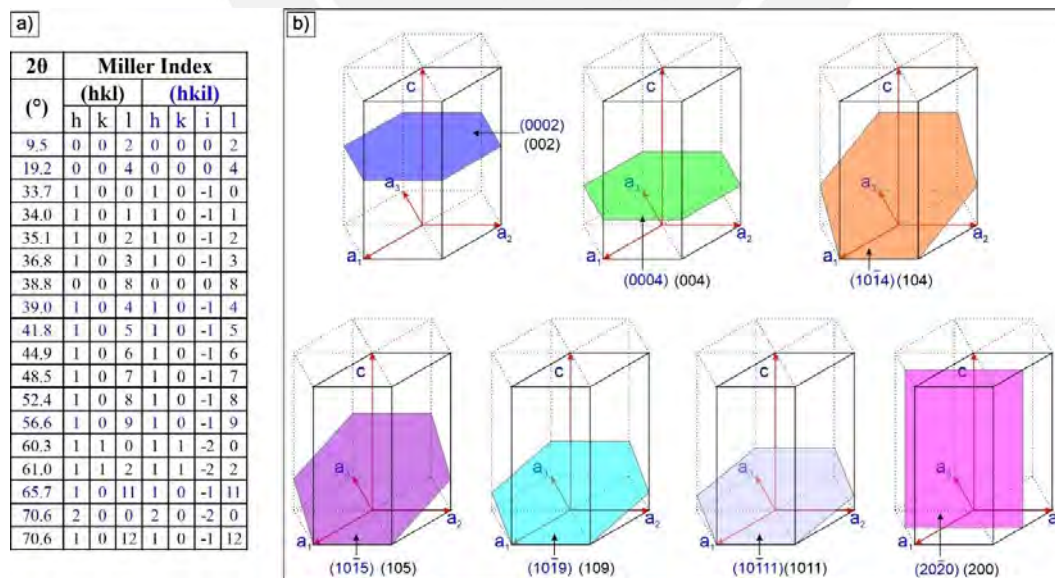 a)
2θ Miller Index
(°) (hkl) (hkil)
h k l h k i l
9.5 0 0 2 0 0 0 2
19.2 0 0 4 0 0 0 4
33.7 1 0 0 1 0 -1 0
34.0 1 0 1 1 0 -1 1
35.1 1 0 2 1 0 -1 2
36.8 1 0 3 1 0 -1 3
38.8 0 0 8 0 0 0 8
39.0 1 0 4 1 0 -1 4
41.8 1 0 5 1 0 -1 5
44.9 1 0 6 1 0 -1 6
48.5 1 0 7 1 0 -1 7
52.4 1 0 8 1 0 -1 8
56.6 1 0 9 1 0 -1 9
60.3 1 1 0 1 1 -2 0
61.0 1 1 2 1 1 -2 2
65.7 1 0 11 1 0 -1 11
70.6 2 0 0 2 0 -2 0
70.6 1 0 12 1 0 -1 12
b)
c
(0002)
(002)
a3
a1
a2
c
a3
a1
a2
(0004) (004)
c
a3
a1
a2
(101̄4)(104)
c
a3
a1
a2
(101̄5) (105)
c
a3
a1
a2
(101̄9) (109)
c
a3
a1
a2
(101̄11)(1011)
c
a3
a1
a
(202̄0) (200)